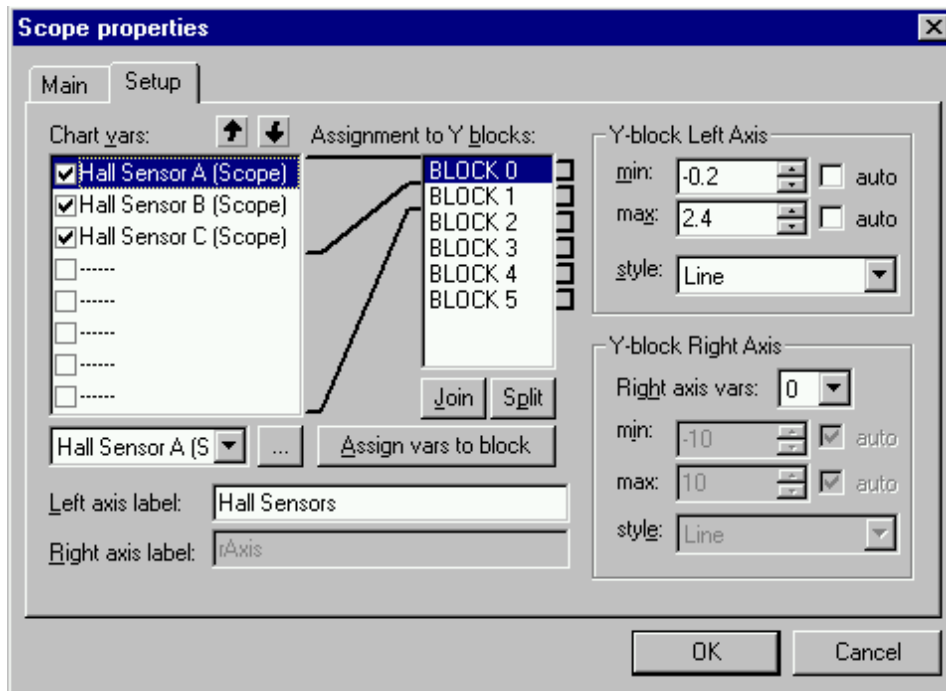 Scope properties
Main
Setup
Chart vars:
Assignment to Y blocks:
Hall Sensor A (Scope)
Hall Sensor B (Scope)
Hall Sensor C (Scope)
------
------
------
------
------
BLOCK 0
BLOCK 1
BLOCK 2
BLOCK 3
BLOCK 4
BLOCK 5
Join
Split
Hall Sensor A (S
...
Assign vars to block
Left axis label:
Hall Sensors
Right axis label:
rAxis
Y-block Left Axis
min:
-0.2
auto
max:
2.4
auto
style:
Line
Y-block Right Axis
Right axis vars:
0
min:
-10
auto
max:
10
auto
style:
Line
OK
Cancel